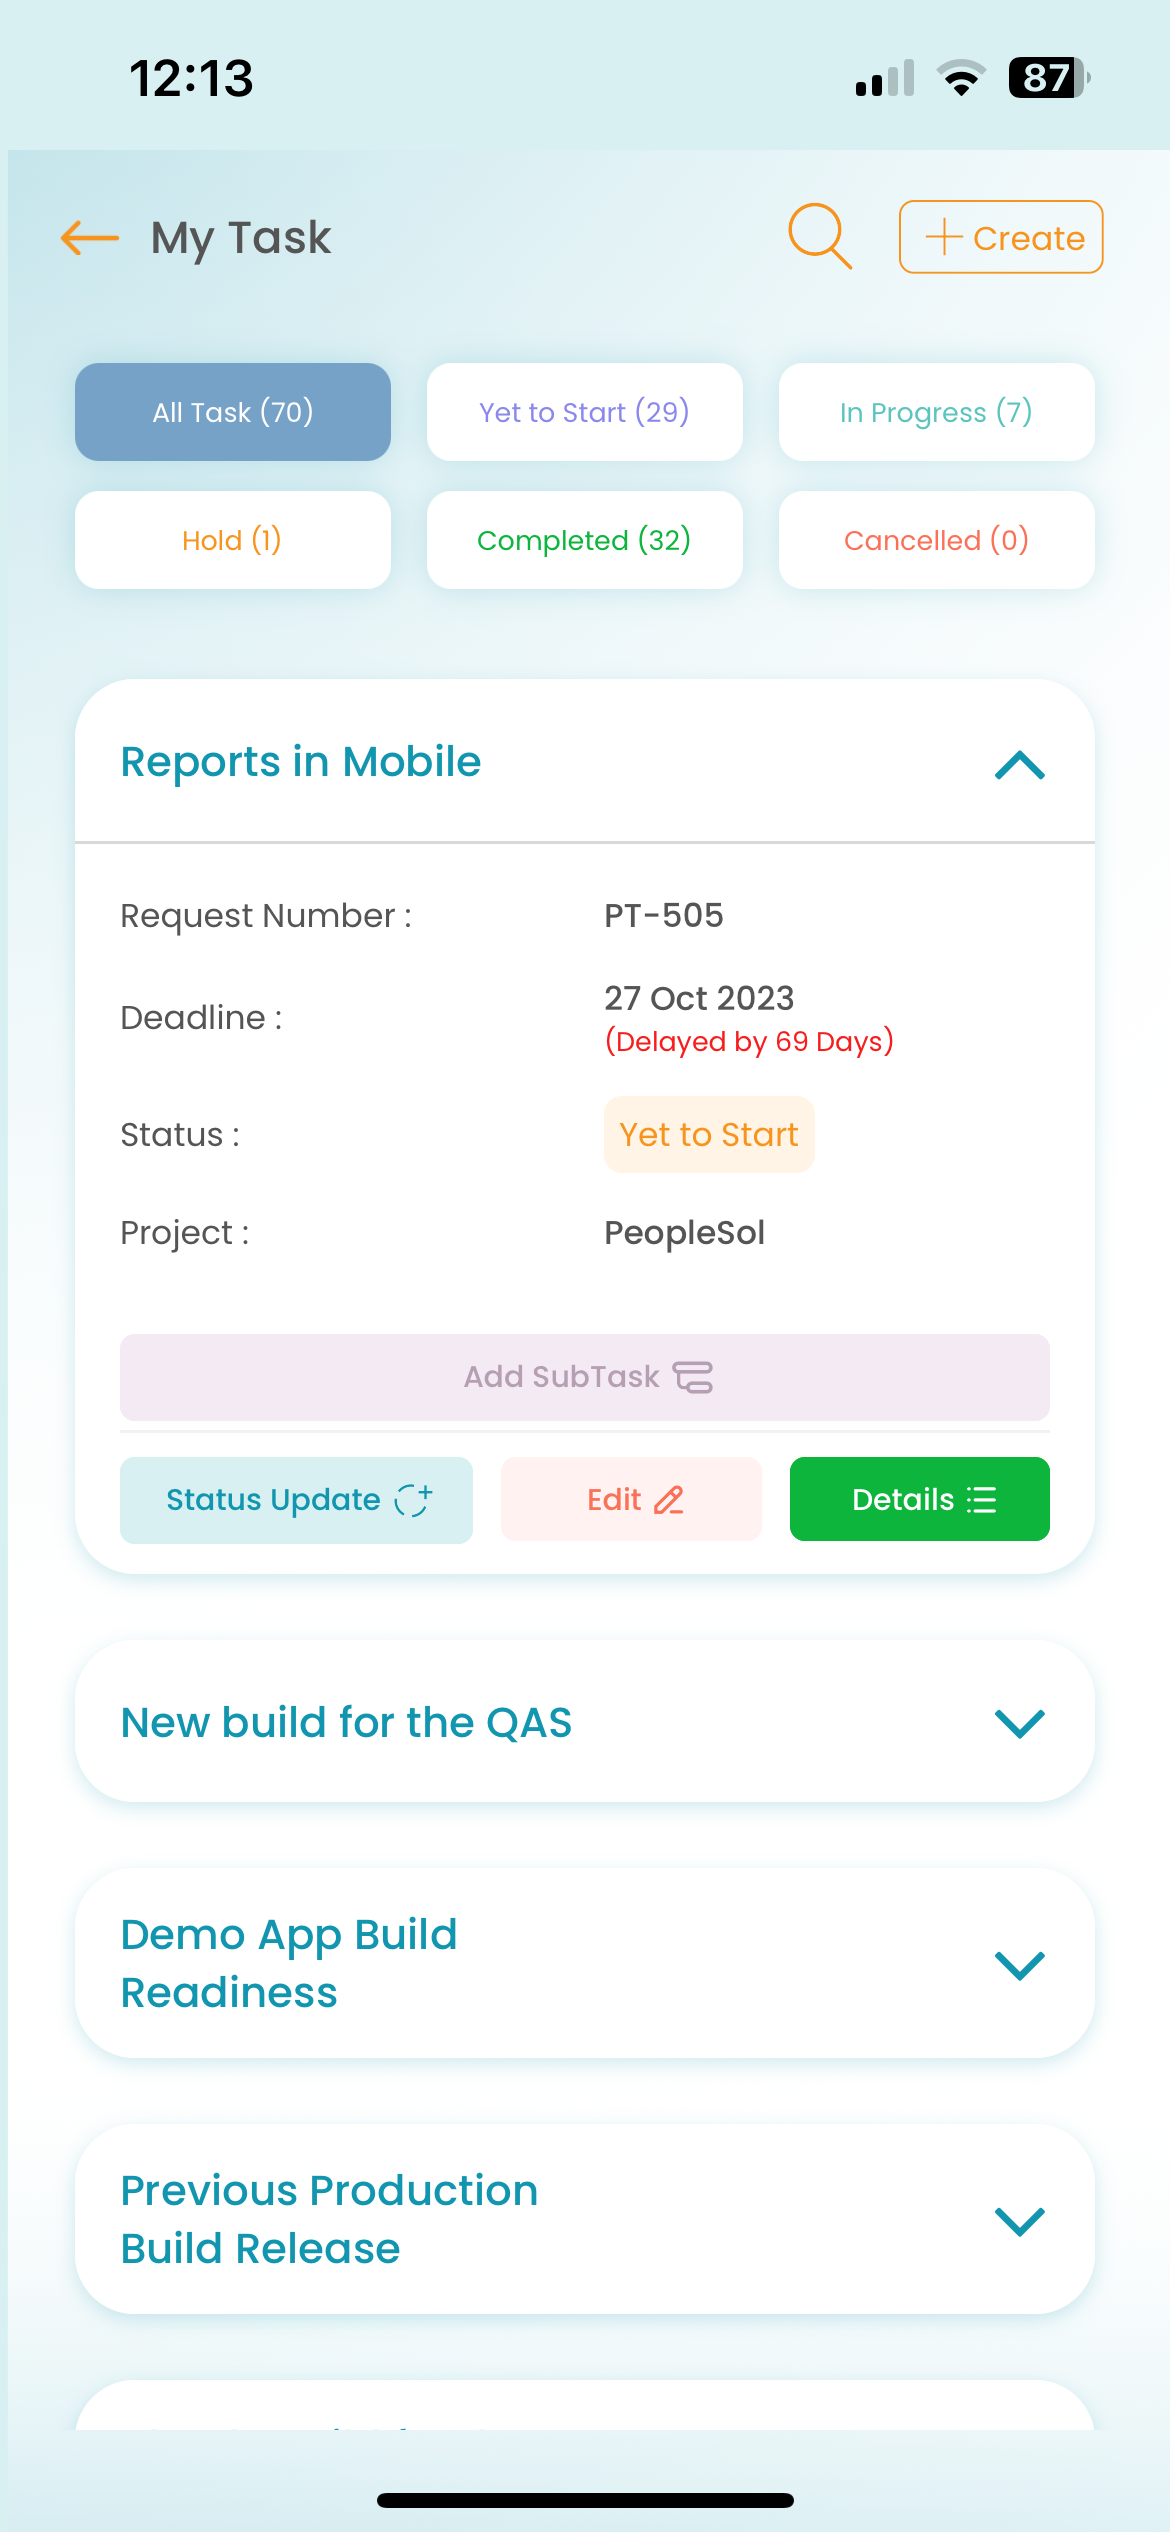 12:13
87
My Task
Create
All Task (70)
Yet to Start (29)
In Progress (7)
Hold (1)
Completed (32)
Cancelled (0)
Reports in Mobile
Request Number :
PT-505
Deadline :
27 Oct 2023
(Delayed by 69 Days)
Status :
Yet to Start
Project :
PeopleSol
Add SubTask
Status Update
Edit
Details
New build for the QAS
Demo App Build
Readiness
Previous Production
Build Release